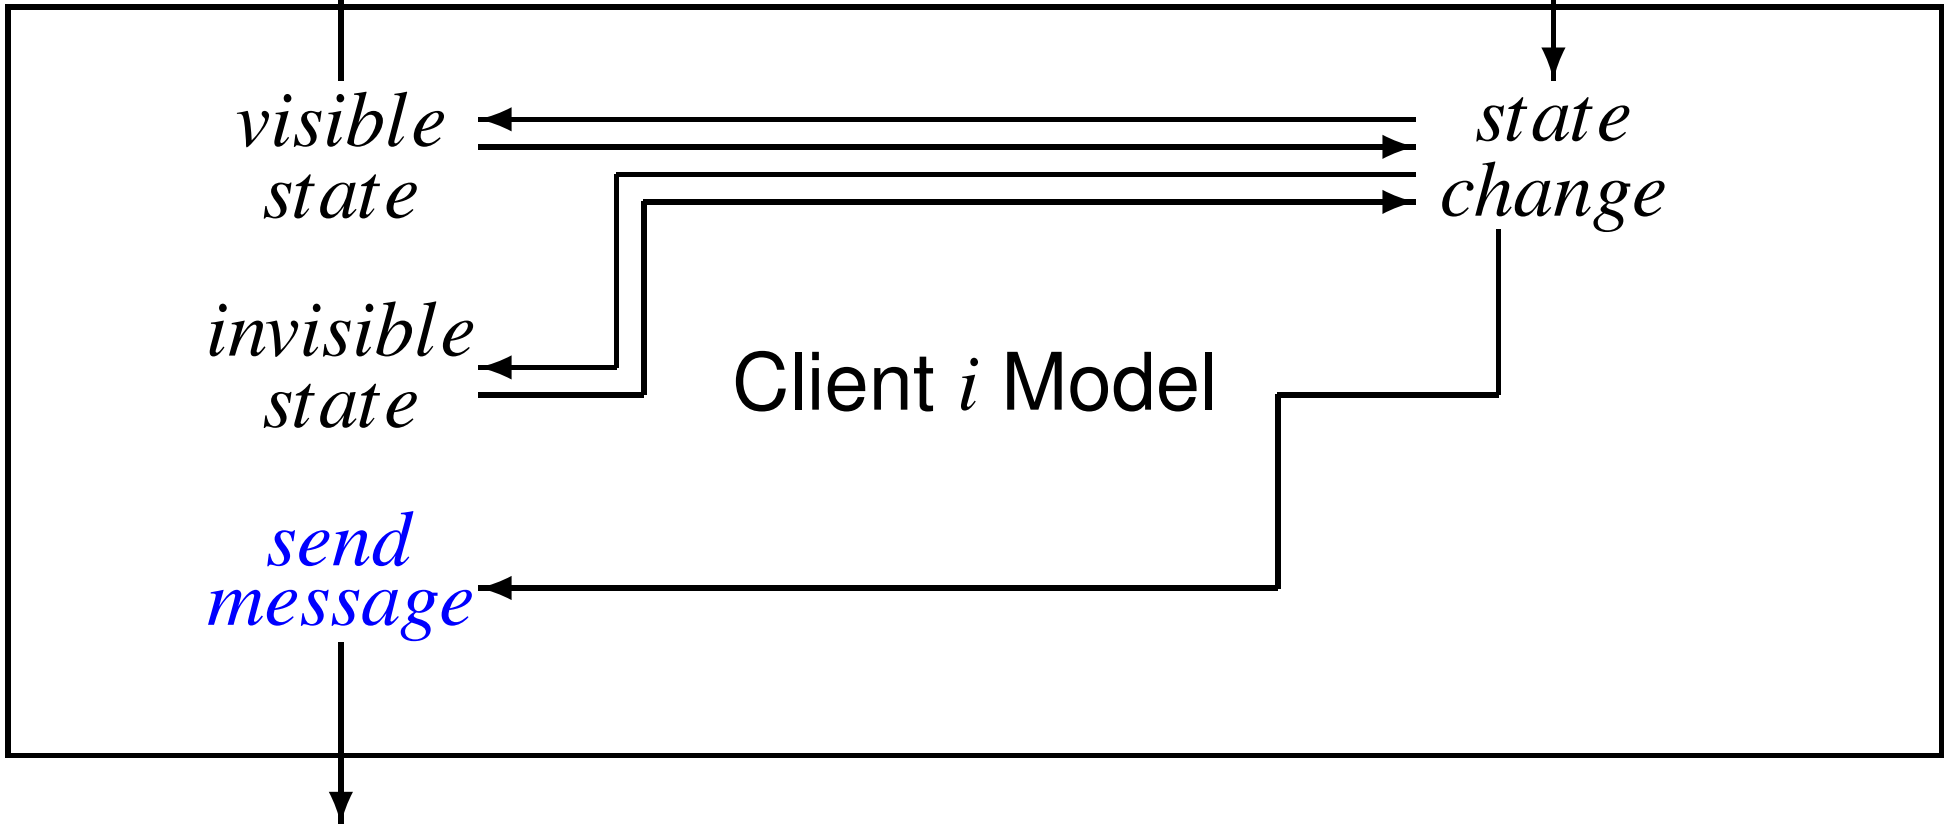 visible
state
state
change
invisible
state
Client i Model
send
message